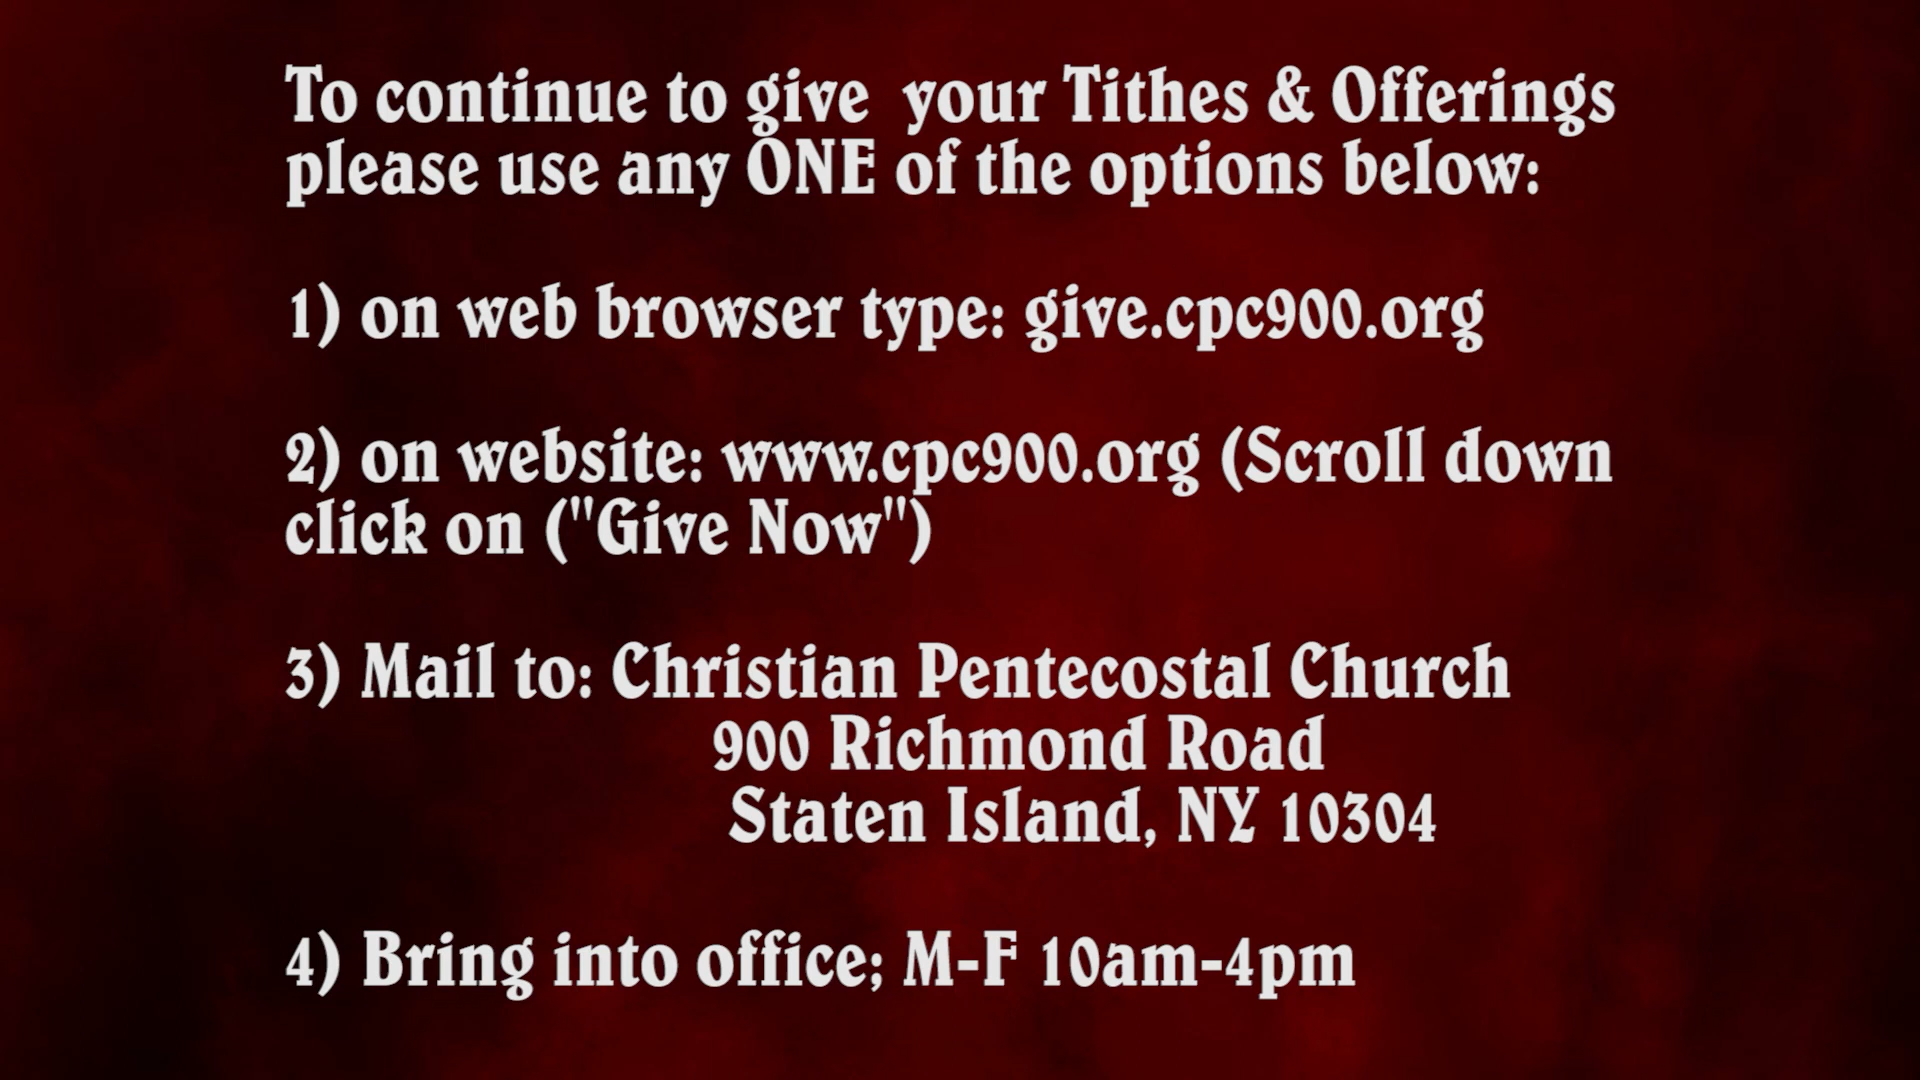 To continue to give  your Tithes & Offerings
please use any ONE of the options below:
1) on web browser type: give.cpc900.org
2) on website: www.cpc900.org (Scroll down
click on ("Give Now")
3) Mail to: Christian Pentecostal Church
900 Richmond Road
Staten Island, NY 10304
4) Bring into office; M-F 10am-4pm